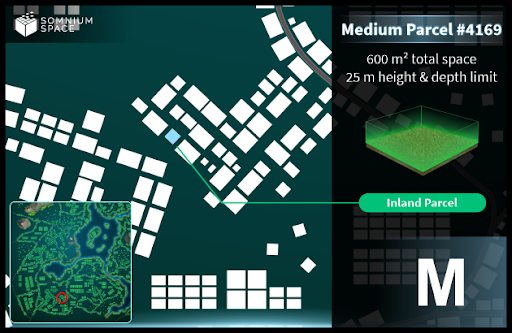 SOMNIUM
SPACE
Medium Parcel #4169
600 m² total space
25 m height & depth limit
Inland Parcel
M